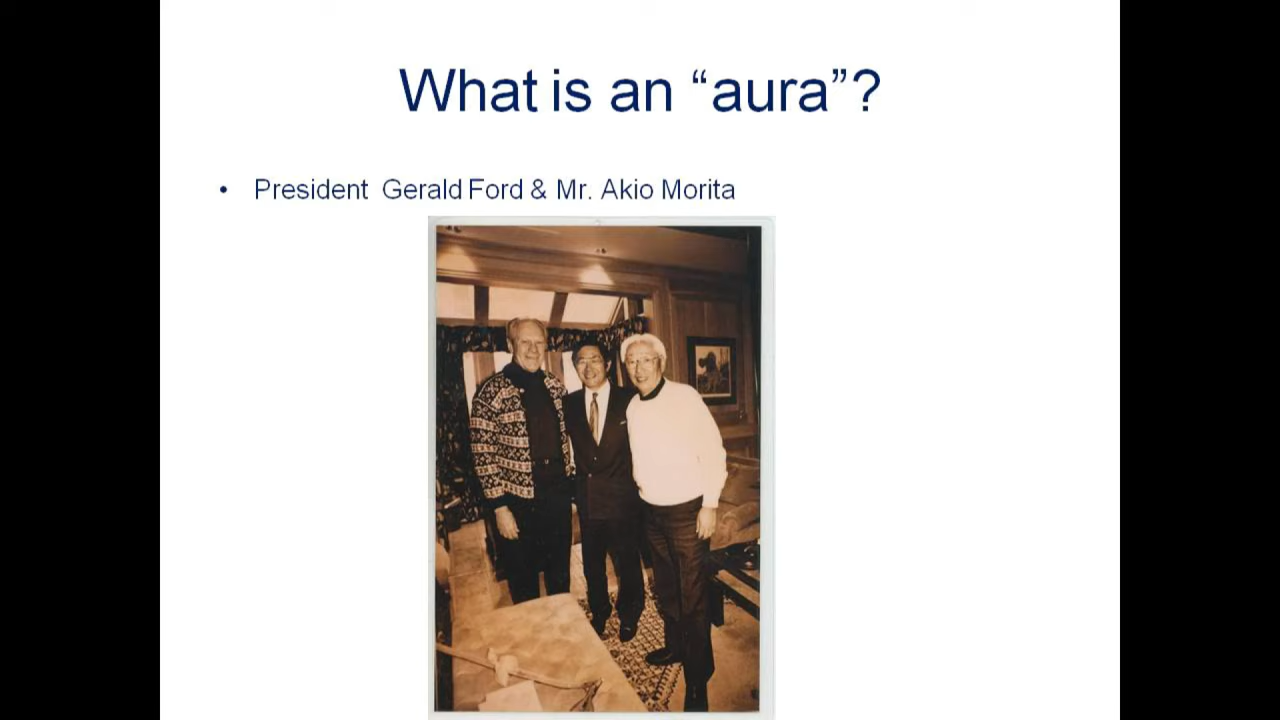 What is an “aura”?
• President Gerald Ford & Mr. Akio Morita